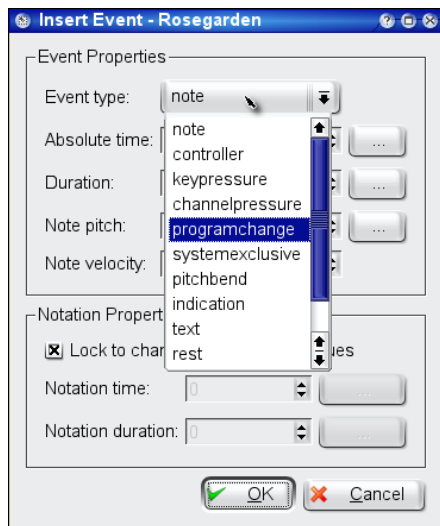 Insert Event - Rosegarden
Event Properties
Event type: note
note
controller
Absolute time: ...
keypressure
Duration: ...
channelpressure
programchange
Note pitch: ...
systemexclusive
Note velocity:
pitchbend
indication
Notation Propert
text
Lock to char ues
rest
Notation time: 0 ...
Notation duration: 0 ...
OK Cancel